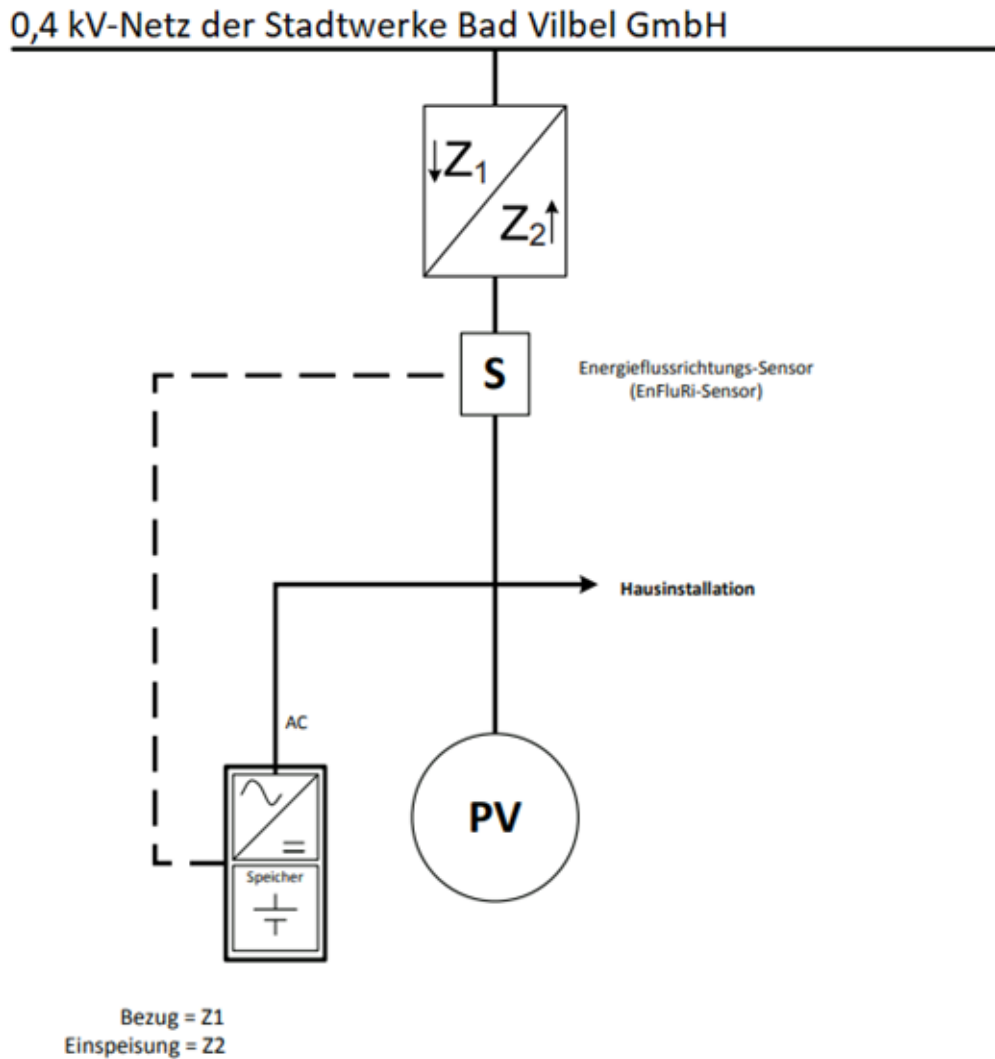 0,4 kV-Netz der Stadtwerke Bad Vilbel GmbH
↓Z₁
Z₂↑
S
Energieflussrichtungs-Sensor
(EnFluRi-Sensor)
Hausinstallation
AC
PV
Speicher
Bezug = Z1
Einspeisung = Z2